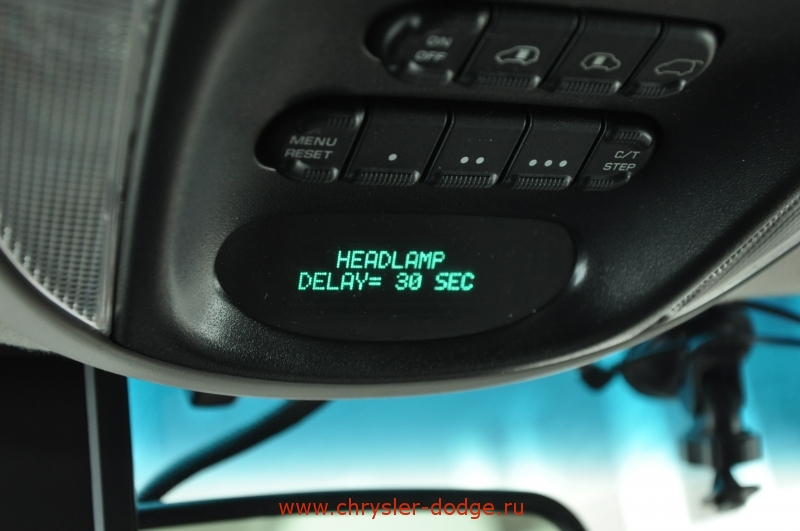 ON
OFF
MENU
RESET
C/T
STEP
HEADLAMP
DELAY= 30 SEC
www.chrysler-dodge.ru